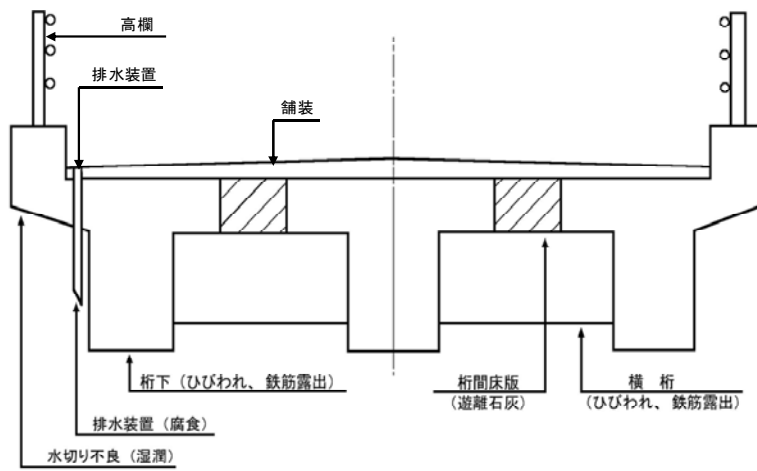 高欄
排水装置
舗装
桁下（ひびわれ、鉄筋露出）
桁間床版
（遊離石灰）
横　桁
（ひびわれ、鉄筋露出）
排水装置（腐食）
水切り不良（湿潤）